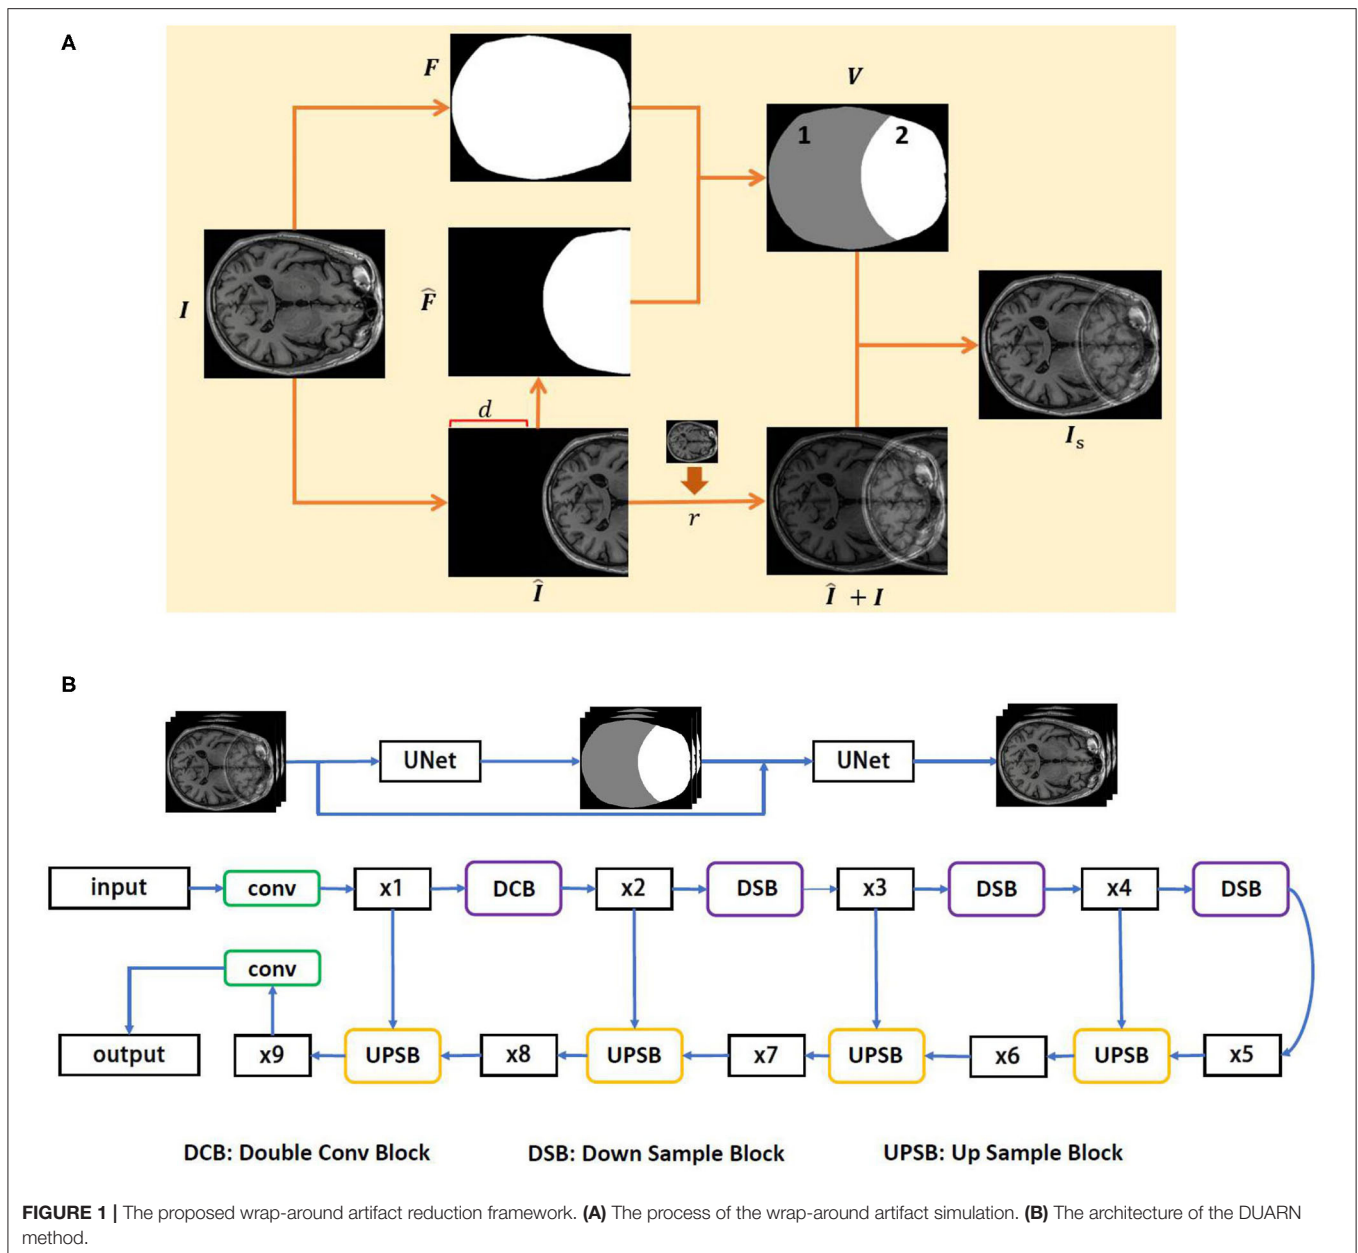 A
F
V
1
2
I
F̂
d
r
Î
Î + I
Iₛ
B
UNet
UNet
input
conv
x1
DCB
x2
DSB
x3
DSB
x4
DSB
conv
output
x9
UPSB
x8
UPSB
x7
UPSB
x6
UPSB
x5
DCB: Double Conv Block
DSB: Down Sample Block
UPSB: Up Sample Block
FIGURE 1 | The proposed wrap-around artifact reduction framework. (A) The process of the wrap-around artifact simulation. (B) The architecture of the DUARN
method.